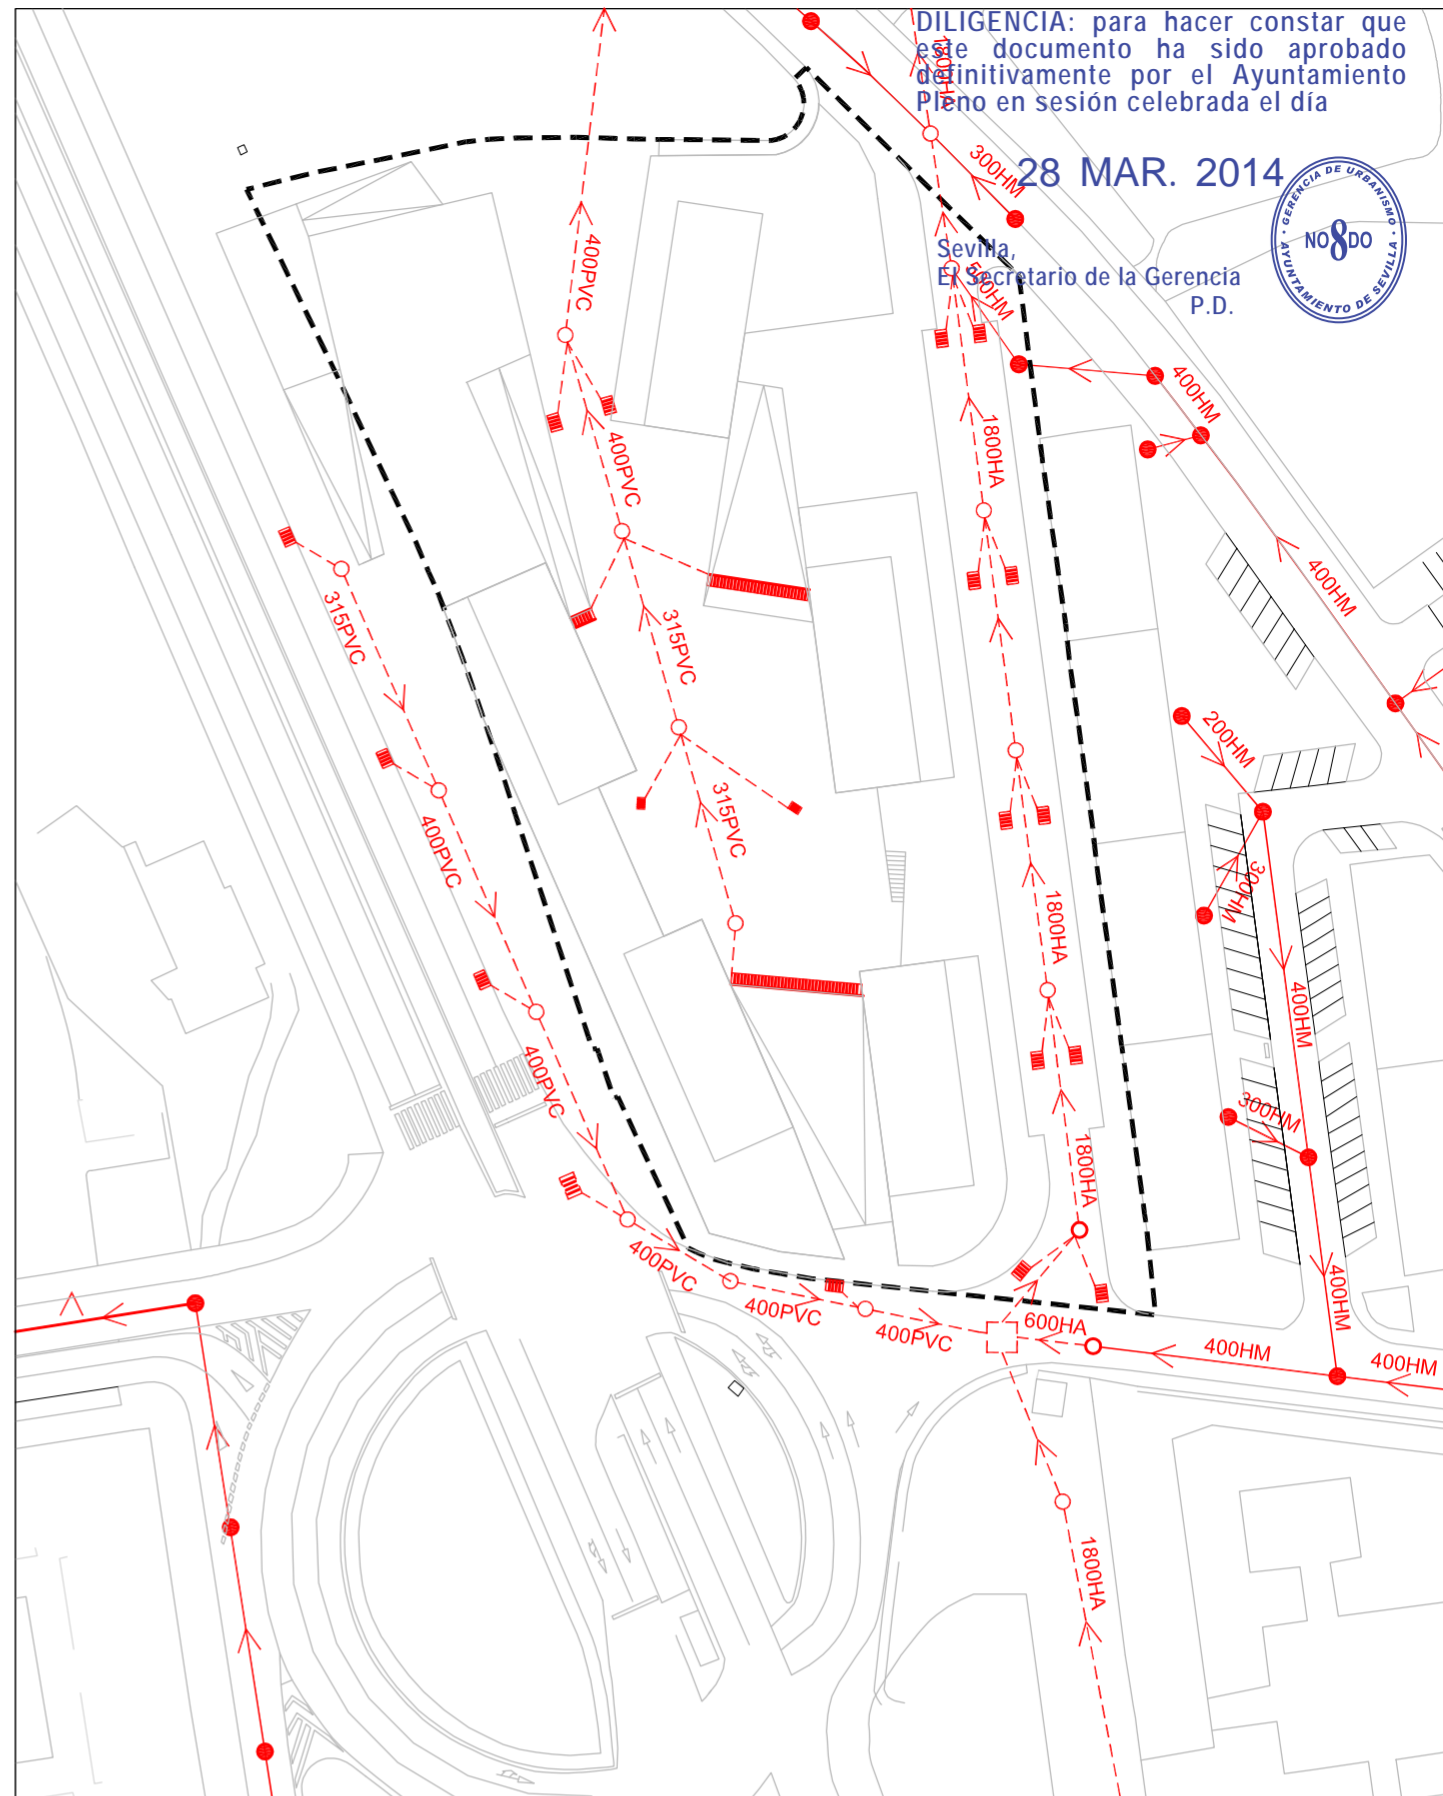 DILIGENCIA: para hacer constar que
este documento ha sido aprobado
definitivamente por el Ayuntamiento
Pleno en sesión celebrada el día
1800HA
28 MAR. 2014
300HM
GERENCIA DE URBANISMO · AYUNTAMIENTO DE SEVILLA ·
NO8DO
Sevilla,
El Secretario de la Gerencia
P.D.
500HM
400PVC
400HM
400PVC
1800HA
400HM
315PVC
315PVC
200HM
315PVC
400PVC
300HM
1800HA
400HM
400PVC
300HM
1800HA
400PVC
400HM
400PVC
400PVC
600HA
400HM
400HM
1800HA